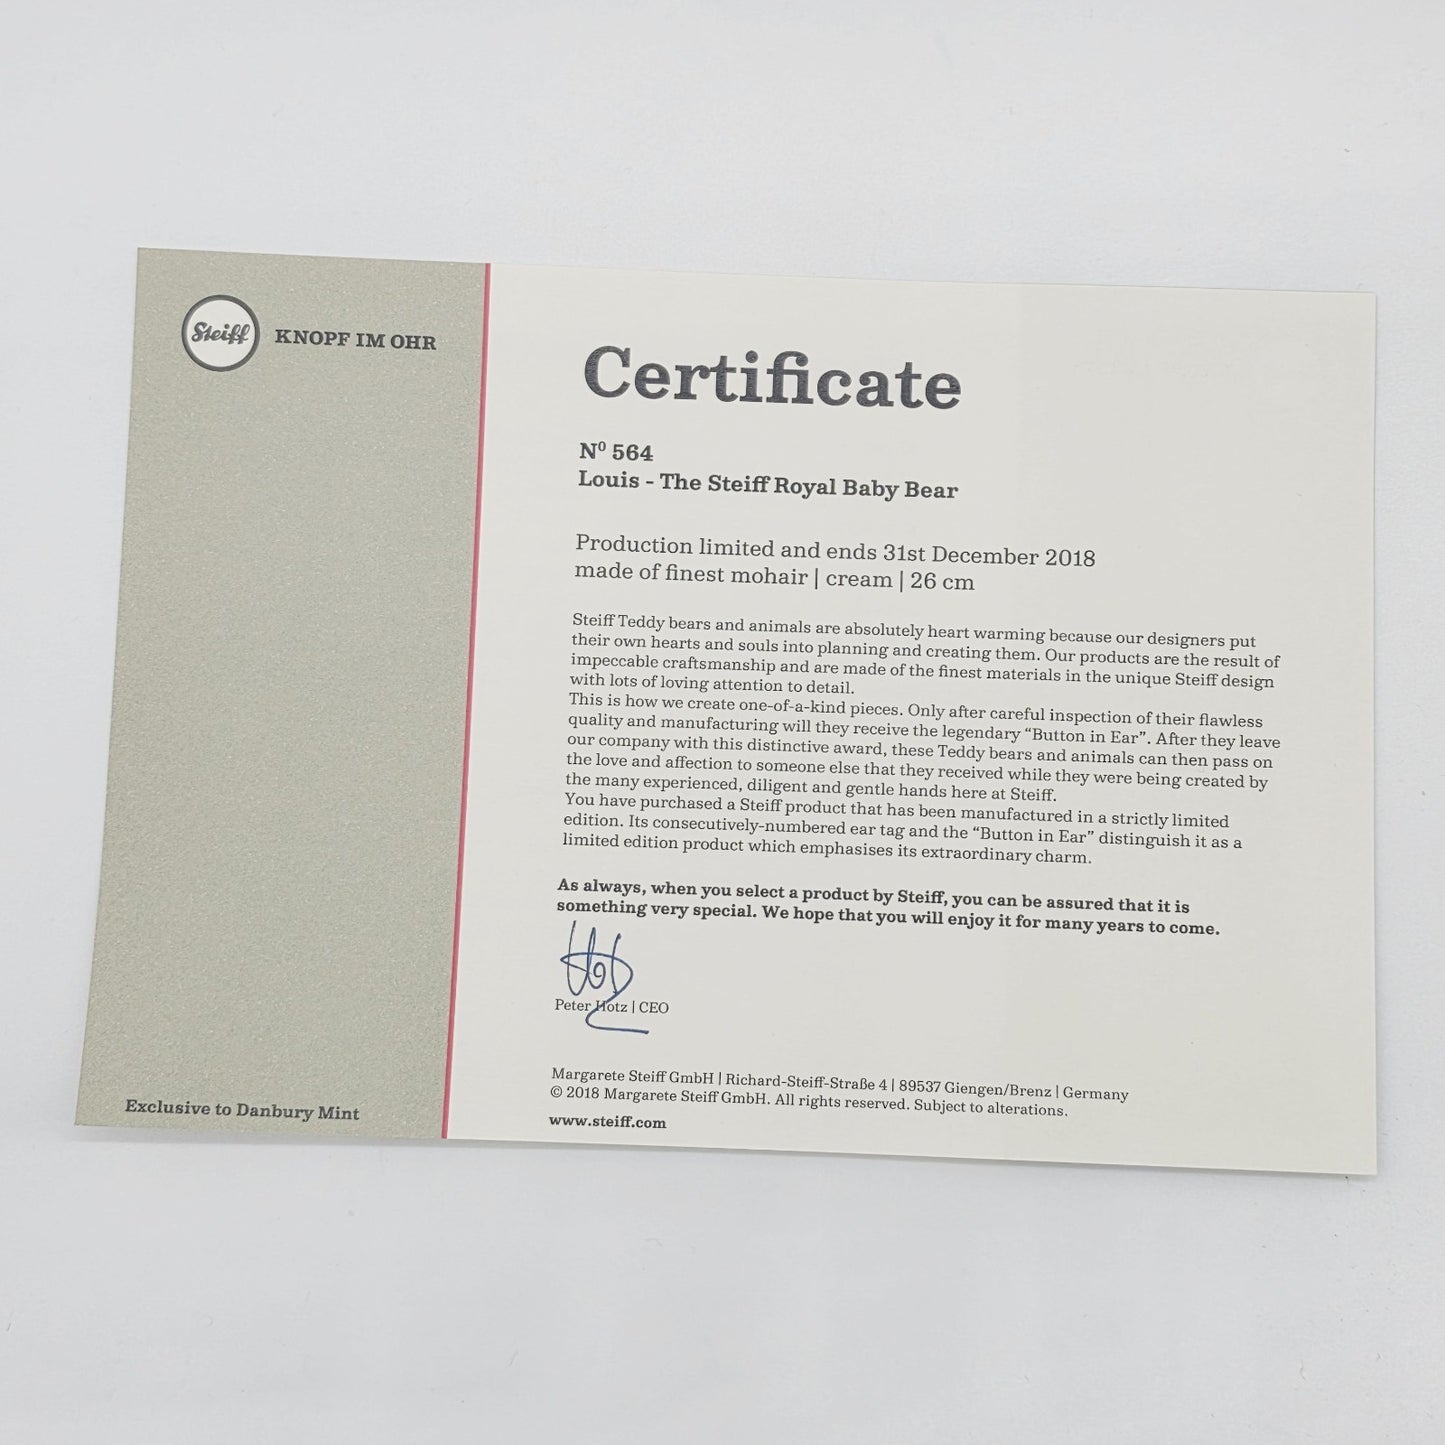 Steiff KNOPF IM OHR
Certificate
Nº 564
Louis - The Steiff Royal Baby Bear
Production limited and ends 31st December 2018
made of finest mohair | cream | 26 cm
Steiff Teddy bears and animals are absolutely heart warming because our designers put
their own hearts and souls into planning and creating them. Our products are the result of
impeccable craftsmanship and are made of the finest materials in the unique Steiff design
with lots of loving attention to detail.
This is how we create one-of-a-kind pieces. Only after careful inspection of their flawless
quality and manufacturing will they receive the legendary “Button in Ear”. After they leave
our company with this distinctive award, these Teddy bears and animals can then pass on
the love and affection to someone else that they received while they were being created by
the many experienced, diligent and gentle hands here at Steiff.
You have purchased a Steiff product that has been manufactured in a strictly limited
edition. Its consecutively-numbered ear tag and the “Button in Ear” distinguish it as a
limited edition product which emphasises its extraordinary charm.
As always, when you select a product by Steiff, you can be assured that it is
something very special. We hope that you will enjoy it for many years to come.
Peter Hotz | CEO
Margarete Steiff GmbH | Richard-Steiff-Straße 4 | 89537 Giengen/Brenz | Germany
© 2018 Margarete Steiff GmbH. All rights reserved. Subject to alterations.
www.steiff.com
Exclusive to Danbury Mint